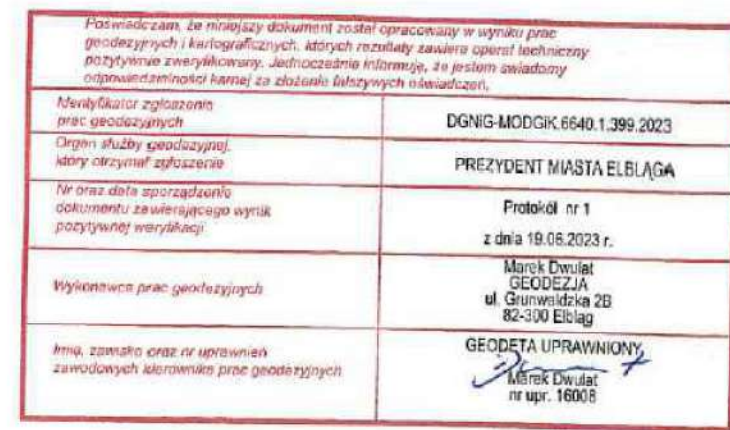 Poświadczam, że niniejszy dokument został opracowany w wyniku prac
geodezyjnych i kartograficznych, których rezultaty zawiera operat techniczny
pozytywnie zweryfikowany. Jednocześnie informuję, że jestem świadomy
odpowiedzialności karnej za złożenie fałszywych oświadczeń.
Identyfikator zgłoszenia
prac geodezyjnych
DGNiG-MODGiK.6640.1.399.2023
Organ służby geodezyjnej,
który otrzymał zgłoszenie
PREZYDENT MIASTA ELBLĄGA
Nr oraz data sporządzenia
dokumentu zawierającego wynik
pozytywnej weryfikacji
Protokół nr 1
z dnia 19.06.2023 r.
Wykonawca prac geodezyjnych
Marek Dwulat
GEODEZJA
ul. Grunwaldzka 2B
82-300 Elbląg
Imię, nazwisko oraz nr uprawnień
zawodowych kierownika prac geodezyjnych
GEODETA UPRAWNIONY
Marek Dwulat
nr upr. 16008